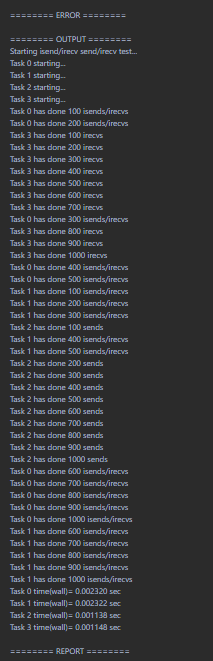 ======== ERROR ========
======== OUTPUT ========
Starting isend/irecv send/irecv test...
Task 0 starting...
Task 1 starting...
Task 2 starting...
Task 3 starting...
Task 0 has done 100 isends/irecvs
Task 0 has done 200 isends/irecvs
Task 3 has done 100 irecvs
Task 3 has done 200 irecvs
Task 3 has done 300 irecvs
Task 3 has done 400 irecvs
Task 3 has done 500 irecvs
Task 3 has done 600 irecvs
Task 3 has done 700 irecvs
Task 0 has done 300 isends/irecvs
Task 3 has done 800 irecvs
Task 3 has done 900 irecvs
Task 3 has done 1000 irecvs
Task 0 has done 400 isends/irecvs
Task 0 has done 500 isends/irecvs
Task 1 has done 100 isends/irecvs
Task 1 has done 200 isends/irecvs
Task 1 has done 300 isends/irecvs
Task 2 has done 100 sends
Task 1 has done 400 isends/irecvs
Task 1 has done 500 isends/irecvs
Task 2 has done 200 sends
Task 2 has done 300 sends
Task 2 has done 400 sends
Task 2 has done 500 sends
Task 2 has done 600 sends
Task 2 has done 700 sends
Task 2 has done 800 sends
Task 2 has done 900 sends
Task 2 has done 1000 sends
Task 0 has done 600 isends/irecvs
Task 0 has done 700 isends/irecvs
Task 0 has done 800 isends/irecvs
Task 0 has done 900 isends/irecvs
Task 0 has done 1000 isends/irecvs
Task 1 has done 600 isends/irecvs
Task 1 has done 700 isends/irecvs
Task 1 has done 800 isends/irecvs
Task 1 has done 900 isends/irecvs
Task 1 has done 1000 isends/irecvs
Task 0 time(wall)= 0.002320 sec
Task 1 time(wall)= 0.002322 sec
Task 2 time(wall)= 0.001138 sec
Task 3 time(wall)= 0.001148 sec
======== REPORT ========